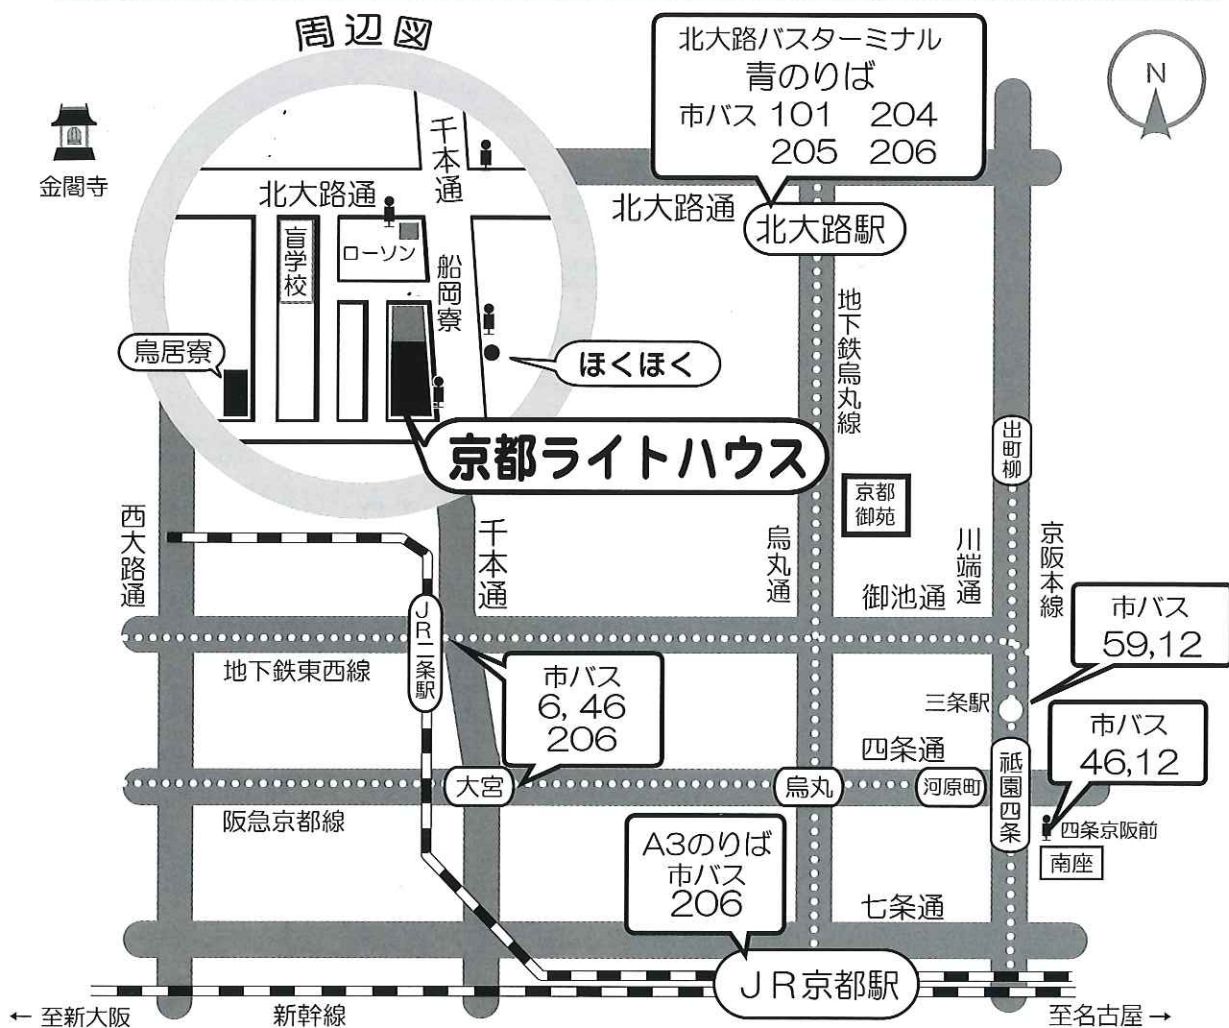 周辺図
北大路バスターミナル
青のりば
市バス 101 204
205 206
N
金閣寺
千本通
北大路通
北大路通
北大路駅
盲学校
ローソン
船岡寮
地下鉄烏丸線
鳥居寮
ほくほく
京都ライトハウス
出町柳
京都
御苑
西大路通
千本通
烏丸通
川端通
京阪本線
御池通
市バス
59,12
JR二条駅
地下鉄東西線
市バス
6, 46
206
三条駅
市バス
46,12
四条通
大宮
烏丸
河原町
祇園四条
阪急京都線
四条京阪前
南座
A3のりば
市バス
206
七条通
JR京都駅
← 至新大阪
新幹線
至名古屋 →